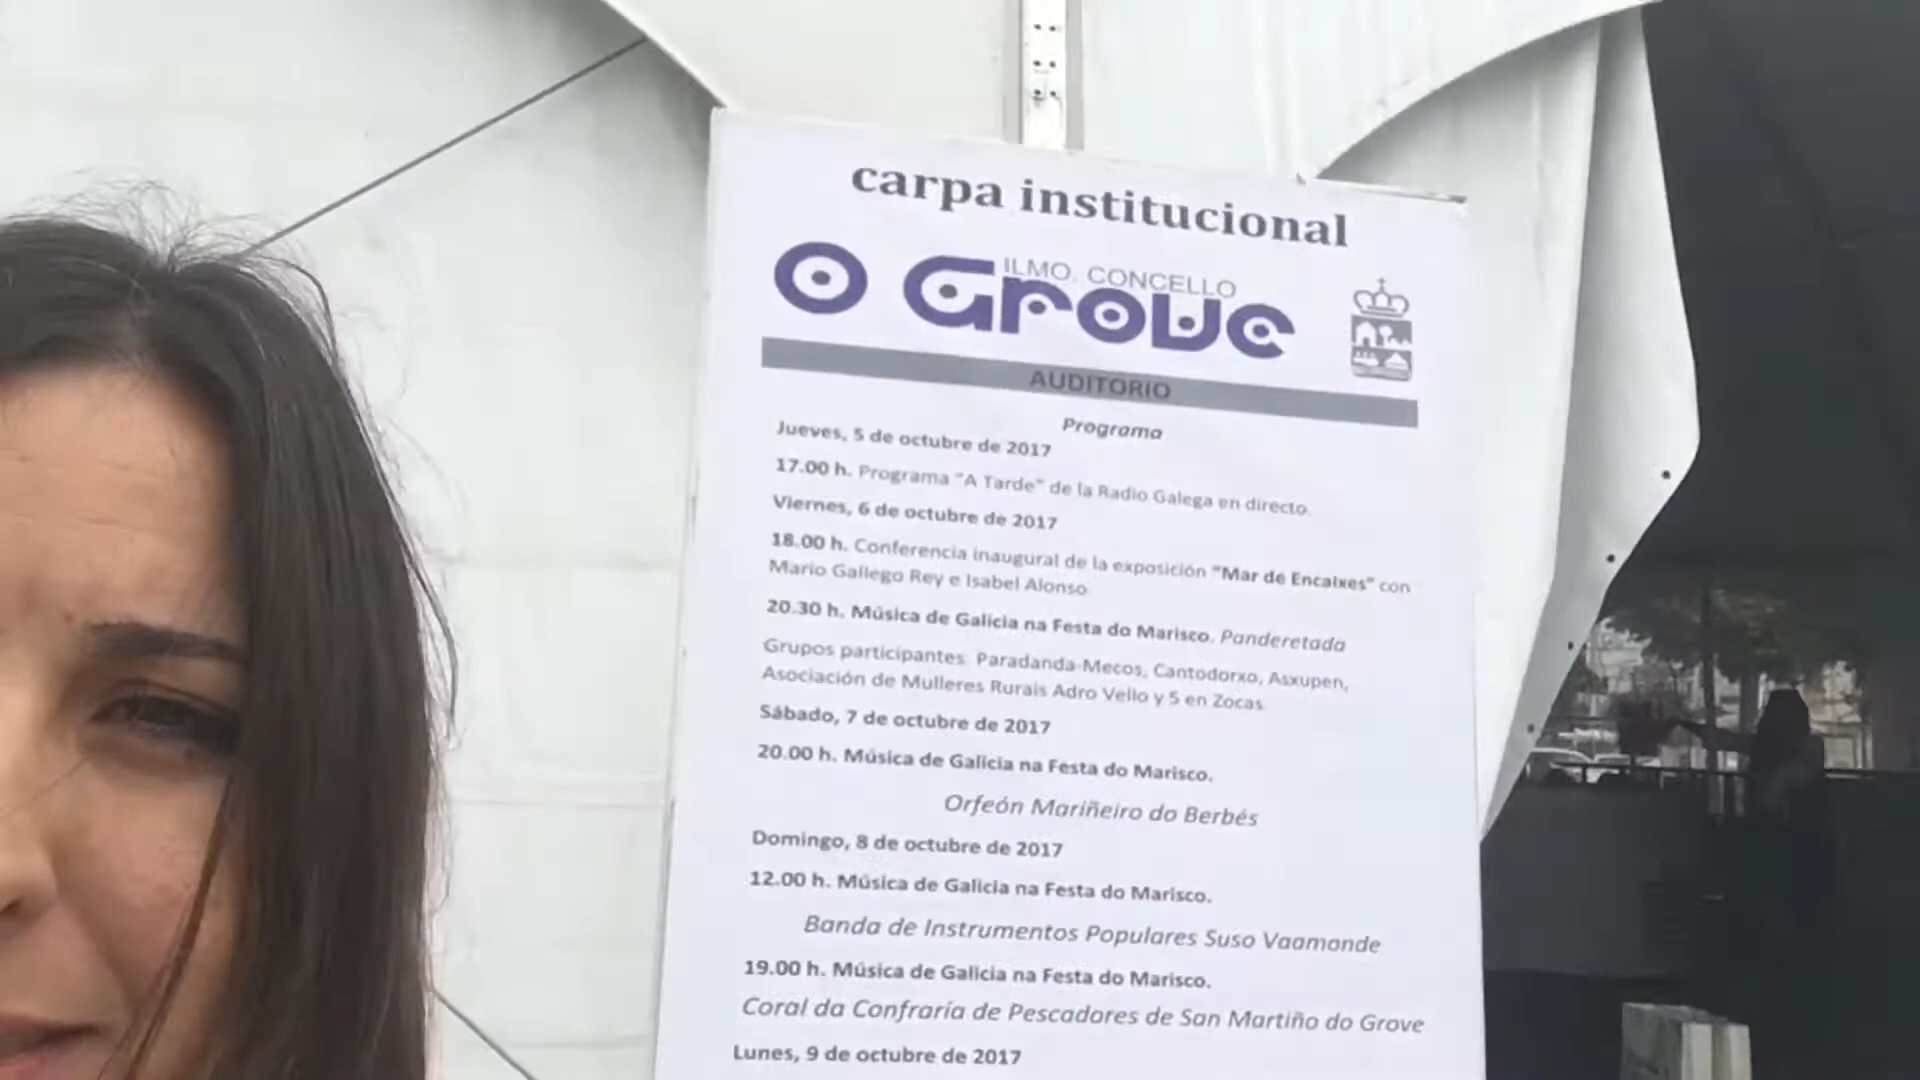 carpa institucional
ILMO. CONCELLO
O Grove
AUDITORIO
Programa
Jueves, 5 de octubre de 2017
17.00 h. Programa "A Tarde" de la Radio Galega en directo.
Viernes, 6 de octubre de 2017
18.00 h. Conferencia inaugural de la exposición "Mar de Encaixes" con
Mario Gallego Rey e Isabel Alonso
20.30 h. Música de Galicia na Festa do Marisco. Panderetada
Grupos participantes: Paradanda-Mecos, Cantodorxo, Asxupen,
Asociación de Mulleres Rurais Adro Vello y 5 en Zocas
Sábado, 7 de octubre de 2017
20.00 h. Música de Galicia na Festa do Marisco.
Orfeón Mariñeiro do Berbés
Domingo, 8 de octubre de 2017
12.00 h. Música de Galicia na Festa do Marisco.
Banda de Instrumentos Populares Suso Vaamonde
19.00 h. Música de Galicia na Festa do Marisco.
Coral da Confraría de Pescadores de San Martiño do Grove
Lunes, 9 de octubre de 2017